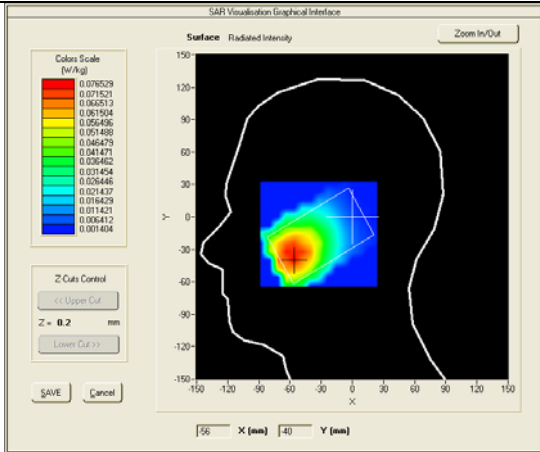 SAR Visualisation Graphical Interface
Surface Radiated Intensity
Zoom In/Out
Colors Scale
(W/kg)
0.076529
0.071521
0.066513
0.061504
0.056496
0.051488
0.046479
0.041471
0.036462
0.031454
0.026446
0.021437
0.016429
0.011421
0.006412
0.001404
Z Cuts Control
<< Upper Cut
Z = 0.2 mm
Lower Cut >>
SAVE Cancel
150
120
90
60
30
0
-30
-60
-90
-120
-150
Y
-150 -120 -90 -60 -30 0 30 60 90 120 150
X
-56 X (mm) -40 Y (mm)